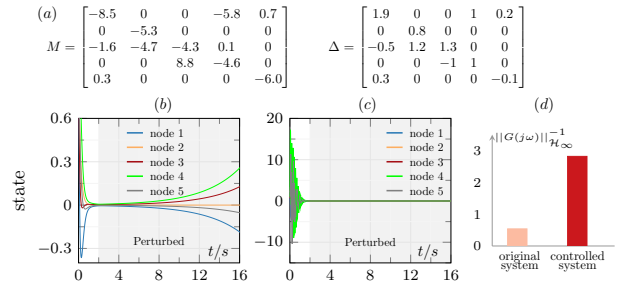 (a)
−8.5 0 0 −5.8 0.7
0 −5.3 0 0 0
M = −1.6 −4.7 −4.3 0.1 0
0 0 8.8 −4.6 0
0.3 0 0 0 −6.0
1.9 0 0 1 0.2
0 0.8 0 0 0
Δ = −0.5 1.2 1.3 0 0
0 0 −1 1 0
0.3 0 0 0 −0.1
(b)
0.6
0.3
0
−0.3
state
node 1
node 2
node 3
node 4
node 5
Perturbed
t/s
0 4 8 12 16
(c)
20
10
0
−10
node 1
node 2
node 3
node 4
node 5
Perturbed
t/s
0 4 8 12 16
(d)
||G(jω)||⁻¹_ℋ∞
3
2
1
0
original
system
controlled
system